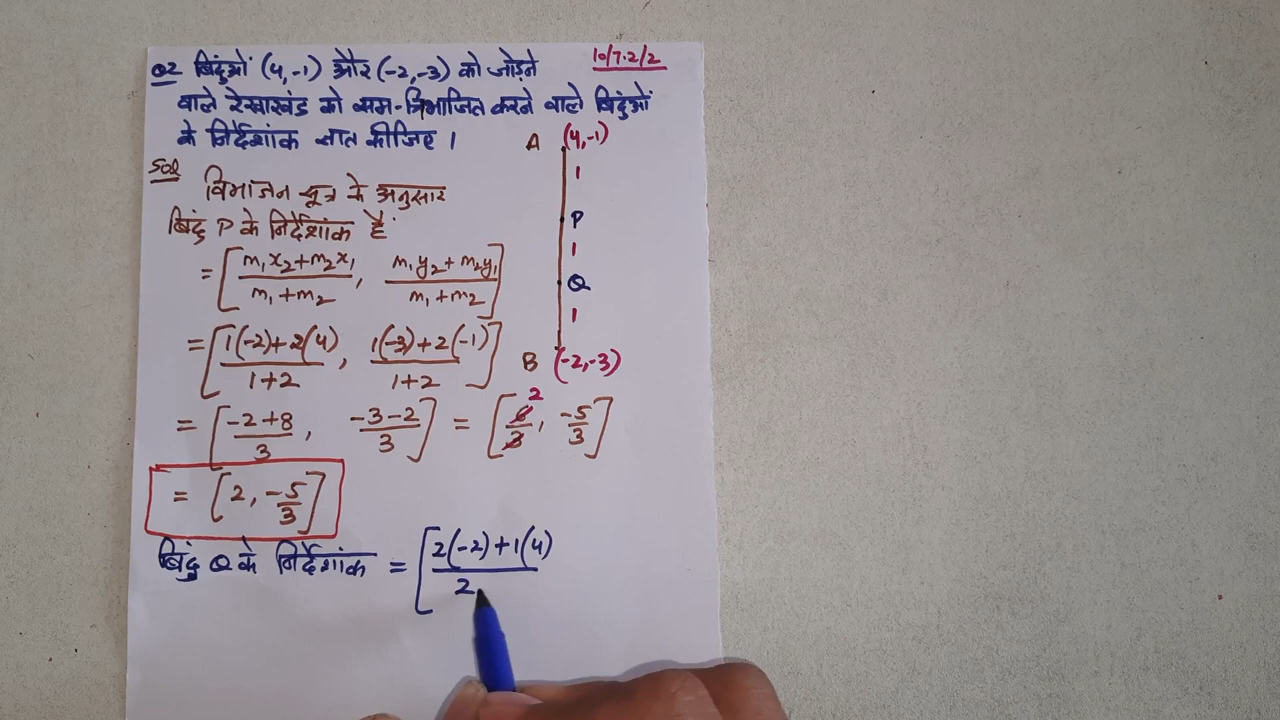 Q2 बिंदुओं (4,-1) और (-2,-3) को जोड़ने
10/7.2/2
वाले रेखाखंड को सम-त्रिभाजित करने वाले बिंदुओं
के निर्देशांक ज्ञात कीजिए।
A (4,-1)
Sol
1
विभाजन सूत्र के अनुसार
बिंदु P के निर्देशांक हैं
P
1
= [m₁x₂+m₂x₁/m₁+m₂, m₁y₂+m₂y₁/m₁+m₂]
Q
1
= [1(-2)+2(4)/1+2, 1(-3)+2(-1)/1+2]
B (-2,-3)
= [-2+8/3, -3-2/3] = [6/3 2, -5/3]
= [2, -5/3]
बिंदु Q के निर्देशांक = [2(-2)+1(4)/2